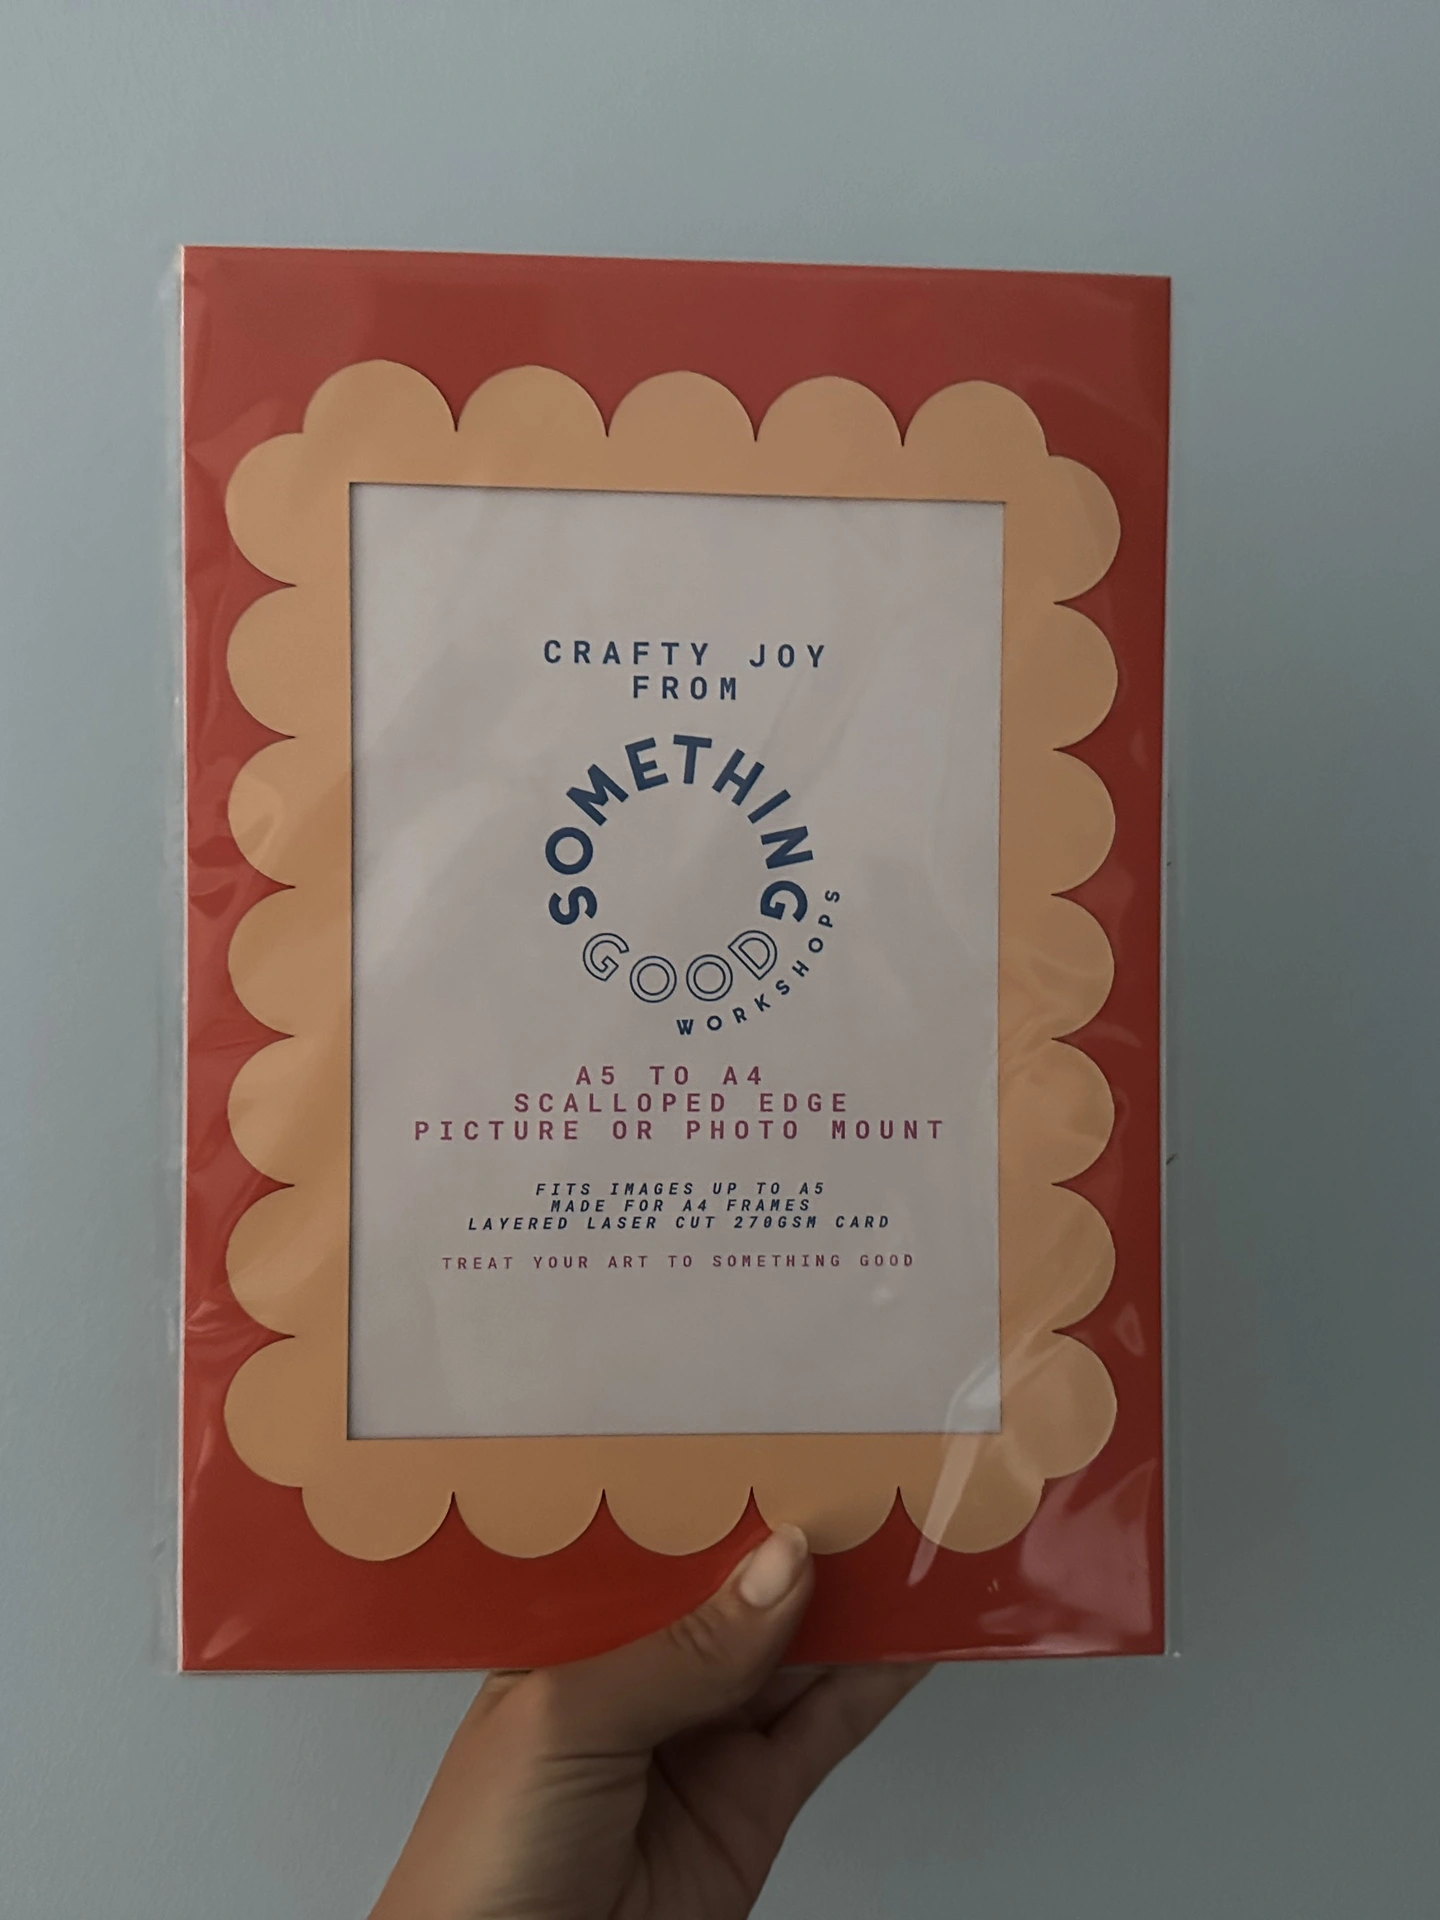 CRAFTY JOY
FROM
SOMETHING
GOOD
WORKSHOPS
A5 TO A4
SCALLOPED EDGE
PICTURE OR PHOTO MOUNT
FITS IMAGES UP TO A5
MADE FOR A4 FRAMES
LAYERED LASER CUT 270GSM CARD
TREAT YOUR ART TO SOMETHING GOOD